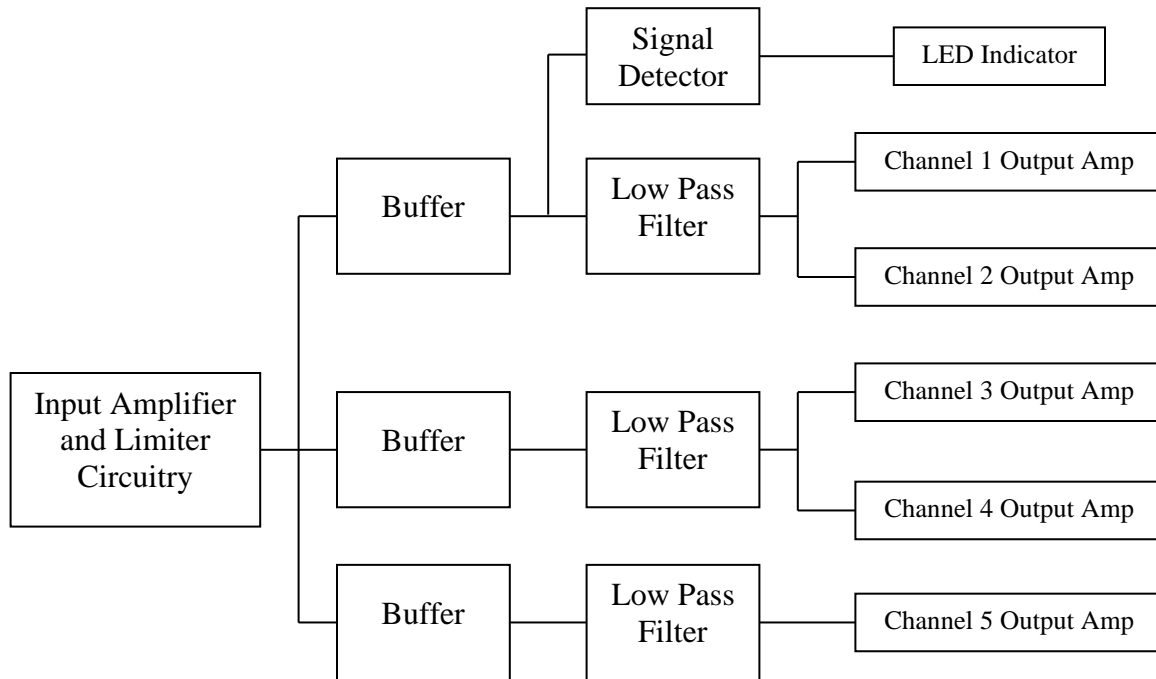 Signal
Detector
LED Indicator
Buffer
Low Pass
Filter
Channel 1 Output Amp
Channel 2 Output Amp
Input Amplifier
and Limiter
Circuitry
Buffer
Low Pass
Filter
Channel 3 Output Amp
Channel 4 Output Amp
Buffer
Low Pass
Filter
Channel 5 Output Amp